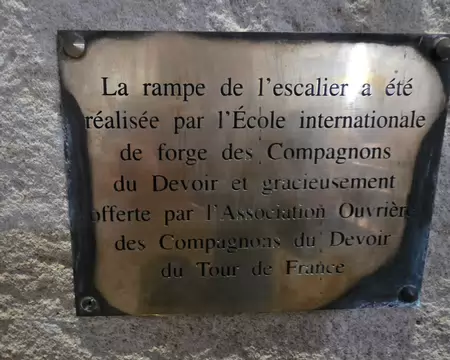 La rampe de l'escalier a été
réalisée par l'École internationale
de forge des Compagnons
du Devoir et gracieusement
offerte par l'Association Ouvrière
des Compagnons du Devoir
du Tour de France